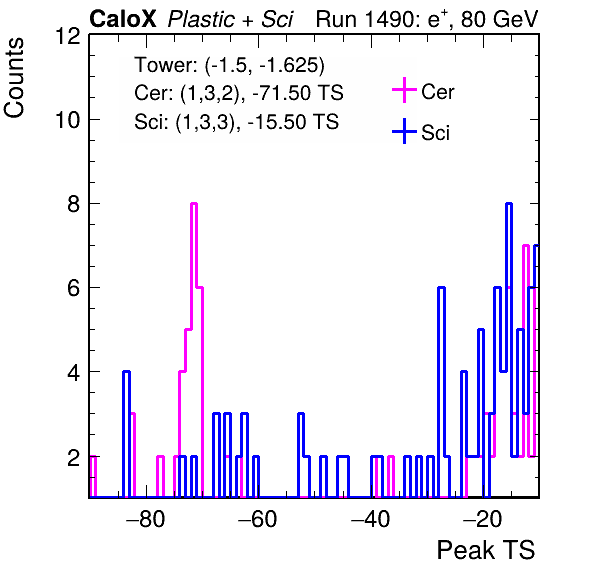 CaloX Plastic + Sci Run 1490: e+, 80 GeV
Counts
12
10
8
6
4
2
Tower: (-1.5, -1.625)
Cer: (1,3,2), -71.50 TS
Sci: (1,3,3), -15.50 TS
Cer
Sci
−80 −60 −40 −20
Peak TS